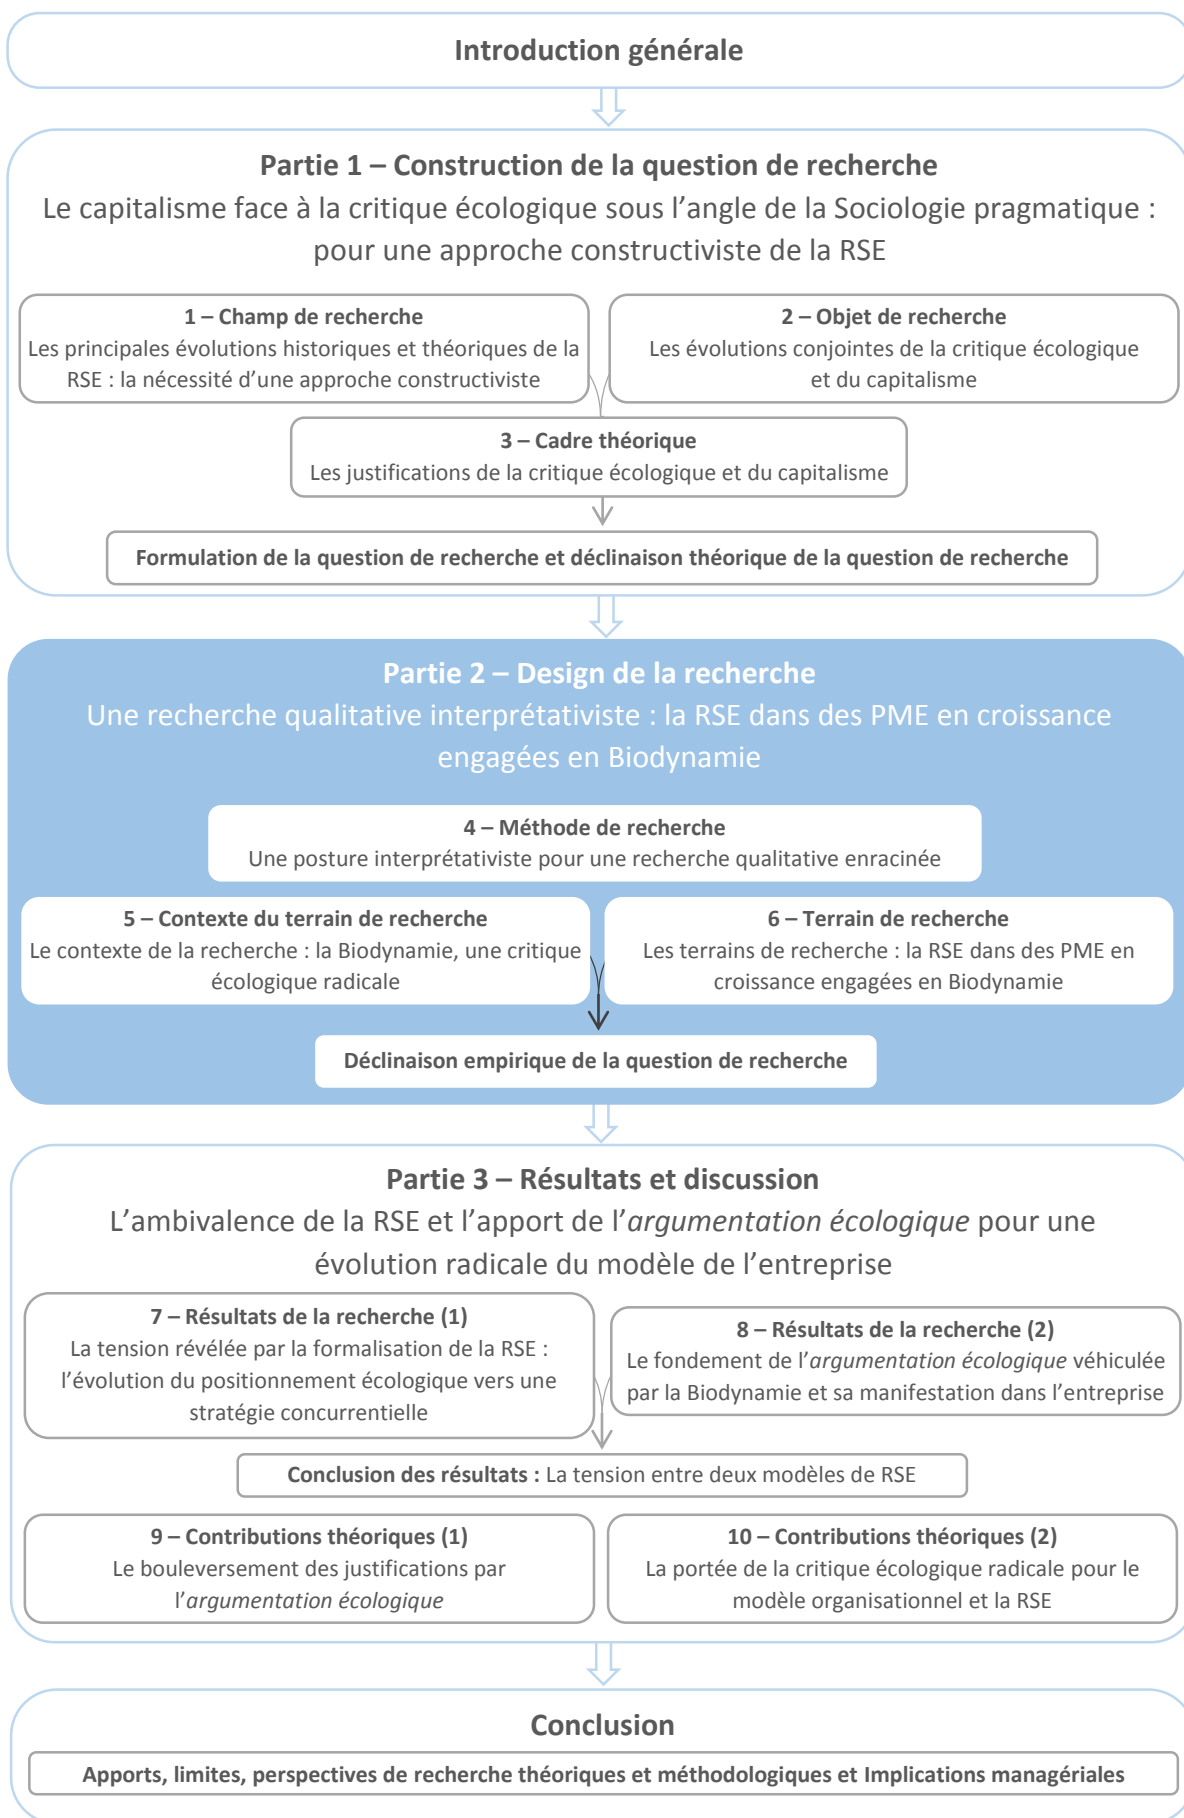 Introduction générale
Partie 1 – Construction de la question de recherche
Le capitalisme face à la critique écologique sous l'angle de la Sociologie pragmatique :
pour une approche constructiviste de la RSE
1 – Champ de recherche
Les principales évolutions historiques et théoriques de la
RSE : la nécessité d'une approche constructiviste
2 – Objet de recherche
Les évolutions conjointes de la critique écologique
et du capitalisme
3 – Cadre théorique
Les justifications de la critique écologique et du capitalisme
Formulation de la question de recherche et déclinaison théorique de la question de recherche
Partie 2 – Design de la recherche
Une recherche qualitative interprétativiste : la RSE dans des PME en croissance
engagées en Biodynamie
4 – Méthode de recherche
Une posture interprétativiste pour une recherche qualitative enracinée
5 – Contexte du terrain de recherche
Le contexte de la recherche : la Biodynamie, une critique
écologique radicale
6 – Terrain de recherche
Les terrains de recherche : la RSE dans des PME en
croissance engagées en Biodynamie
Déclinaison empirique de la question de recherche
Partie 3 – Résultats et discussion
L'ambivalence de la RSE et l'apport de l'argumentation écologique pour une
évolution radicale du modèle de l'entreprise
7 – Résultats de la recherche (1)
La tension révélée par la formalisation de la RSE :
l'évolution du positionnement écologique vers une
stratégie concurrentielle
8 – Résultats de la recherche (2)
Le fondement de l'argumentation écologique véhiculée
par la Biodynamie et sa manifestation dans l'entreprise
Conclusion des résultats : La tension entre deux modèles de RSE
9 – Contributions théoriques (1)
Le bouleversement des justifications par
l'argumentation écologique
10 – Contributions théoriques (2)
La portée de la critique écologique radicale pour le
modèle organisationnel et la RSE
Conclusion
Apports, limites, perspectives de recherche théoriques et méthodologiques et Implications managériales